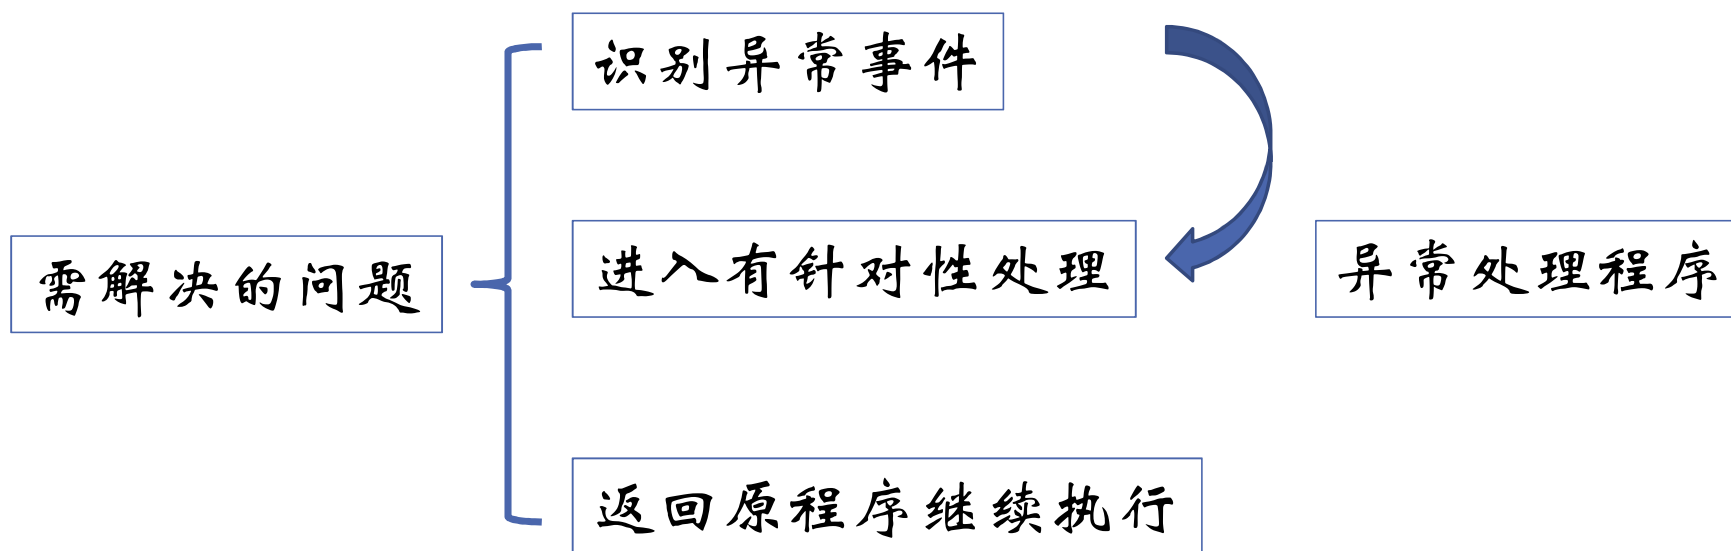 识别异常事件
需解决的问题
进入有针对性处理
异常处理程序
返回原程序继续执行